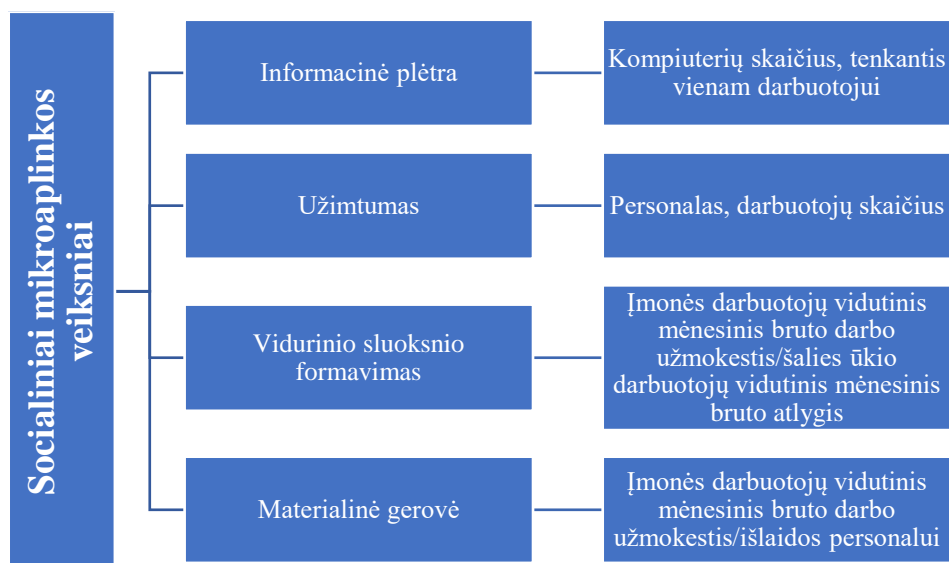 Socialiniai mikroaplinkos
veiksniai
Informacinė plėtra
Kompiuterių skaičius, tenkantis
vienam darbuotojui
Užimtumas
Personalas, darbuotojų skaičius
Vidurinio sluoksnio
formavimas
Įmonės darbuotojų vidutinis
mėnesinis bruto darbo
užmokestis/šalies ūkio
darbuotojų vidutinis mėnesinis
bruto atlygis
Materialinė gerovė
Įmonės darbuotojų vidutinis
mėnesinis bruto darbo
užmokestis/išlaidos personalui